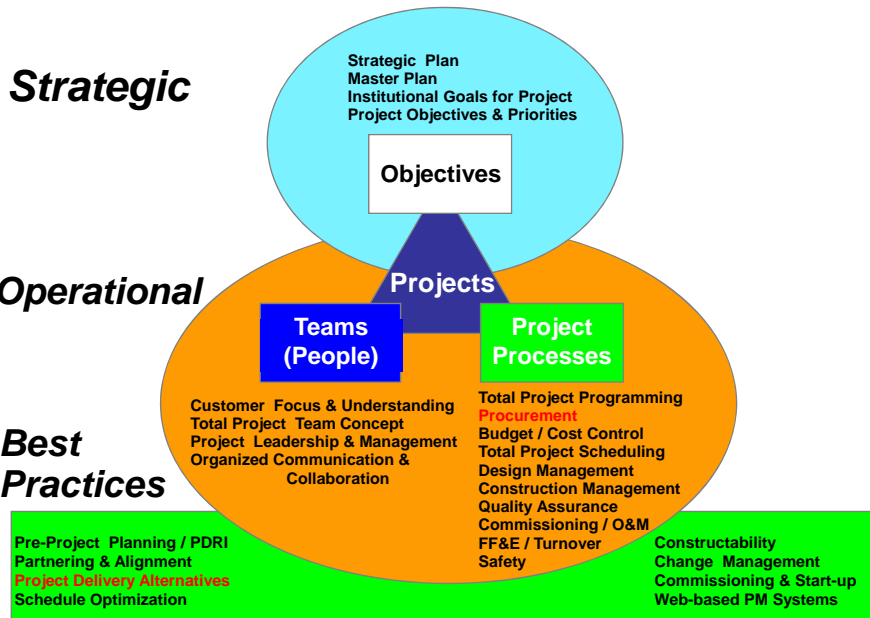 Strategic
Strategic Plan
Master Plan
Institutional Goals for Project
Project Objectives & Priorities
Objectives
Operational
Projects
Teams
(People)
Project
Processes
Customer Focus & Understanding
Total Project Team Concept
Project Leadership & Management
Organized Communication &
Collaboration
Total Project Programming
Procurement
Budget / Cost Control
Total Project Scheduling
Design Management
Construction Management
Quality Assurance
Commissioning / O&M
FF&E / Turnover
Safety
Best
Practices
Pre-Project Planning / PDRI
Partnering & Alignment
Project Delivery Alternatives
Schedule Optimization
Constructability
Change Management
Commissioning & Start-up
Web-based PM Systems